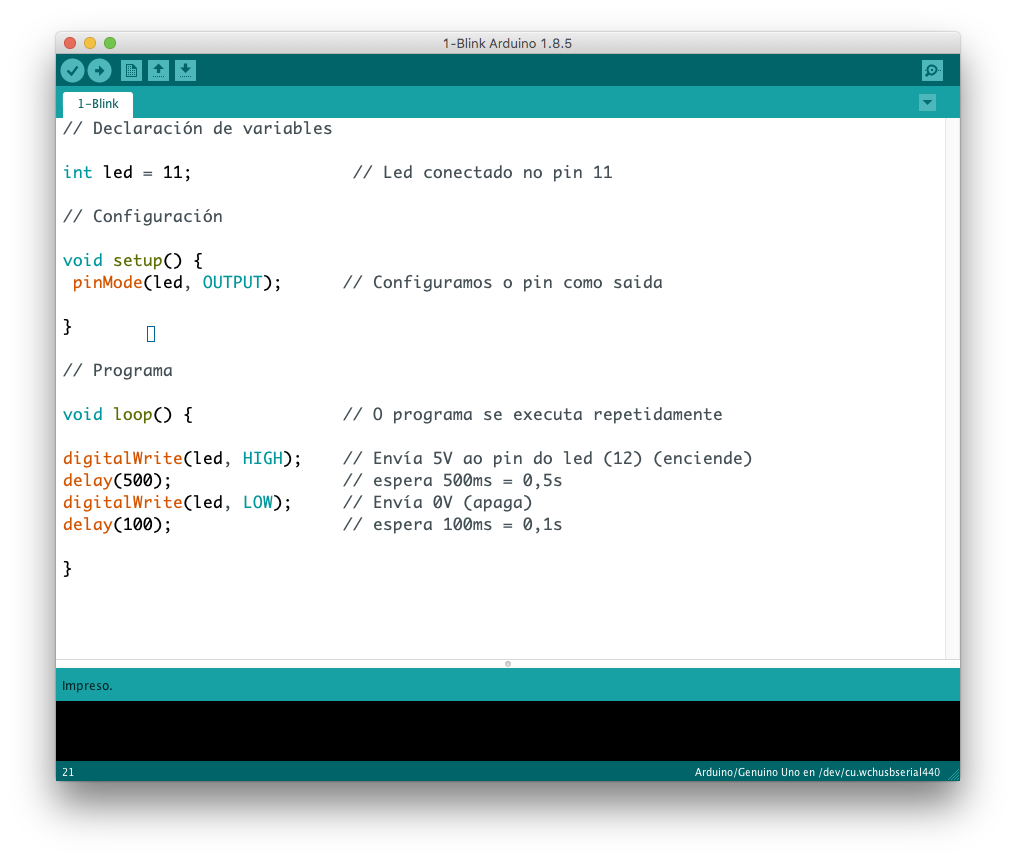 1-Blink Arduino 1.8.5
1-Blink
// Declaración de variables
int led = 11; // Led conectado no pin 11
// Configuración
void setup() {
pinMode(led, OUTPUT); // Configuramos o pin como saida
}
// Programa
void loop() { // O programa se executa repetidamente
digitalWrite(led, HIGH); // Envía 5V ao pin do led (12) (enciende)
delay(500); // espera 500ms = 0,5s
digitalWrite(led, LOW); // Envía 0V (apaga)
delay(100); // espera 100ms = 0,1s
}
Impreso.
21 Arduino/Genuino Uno en /dev/cu.wchusbserial440